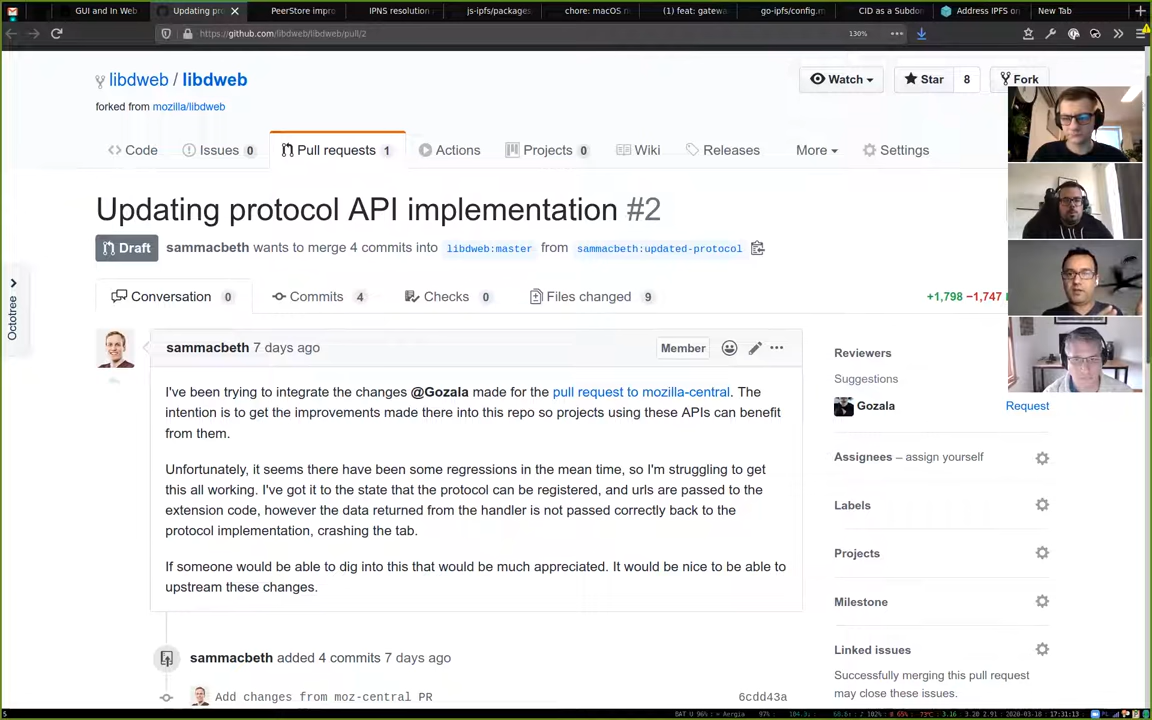 GUI and In Web
Updating pro
PeerStore impro
IPNS resolution
js-ipfs/packages
chore: macOS n
(1) feat: gatewa
go-ipfs/config.m
CID as a Subdon
Address IPFS on
New Tab
https://github.com/libdweb/libdweb/pull/2
130%
libdweb / libdweb
forked from mozilla/libdweb
Watch
Star 8
Fork
Code
Issues 0
Pull requests 1
Actions
Projects 0
Wiki
Releases
More
Settings
Updating protocol API implementation #2
Draft sammacbeth wants to merge 4 commits into libdweb:master from sammacbeth:updated-protocol
Octotree
Conversation 0
Commits 4
Checks 0
Files changed 9
+1,798 −1,747
sammacbeth 7 days ago
Member
I've been trying to integrate the changes @Gozala made for the pull request to mozilla-central. The
intention is to get the improvements made there into this repo so projects using these APIs can benefit
from them.
Unfortunately, it seems there have been some regressions in the mean time, so I'm struggling to get
this all working. I've got it to the state that the protocol can be registered, and urls are passed to the
extension code, however the data returned from the handler is not passed correctly back to the
protocol implementation, crashing the tab.
If someone would be able to dig into this that would be much appreciated. It would be nice to be able to
upstream these changes.
sammacbeth added 4 commits 7 days ago
Add changes from moz-central PR 6cdd43a
Reviewers
Suggestions
Gozala Request
Assignees – assign yourself
Labels
Projects
Milestone
Linked issues
Successfully merging this pull request
may close these issues.
5
2020-03-18 17:31:13